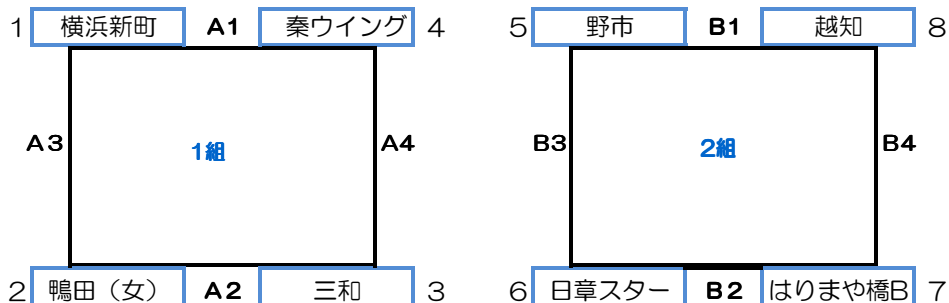 1 横浜新町 A1 秦ウイング 4 5 野市 B1 越知 8
A3 1組 A4 B3 2組 B4
2 鴨田（女） A2 三和 3 6 日章スター B2 はりまや橋B 7